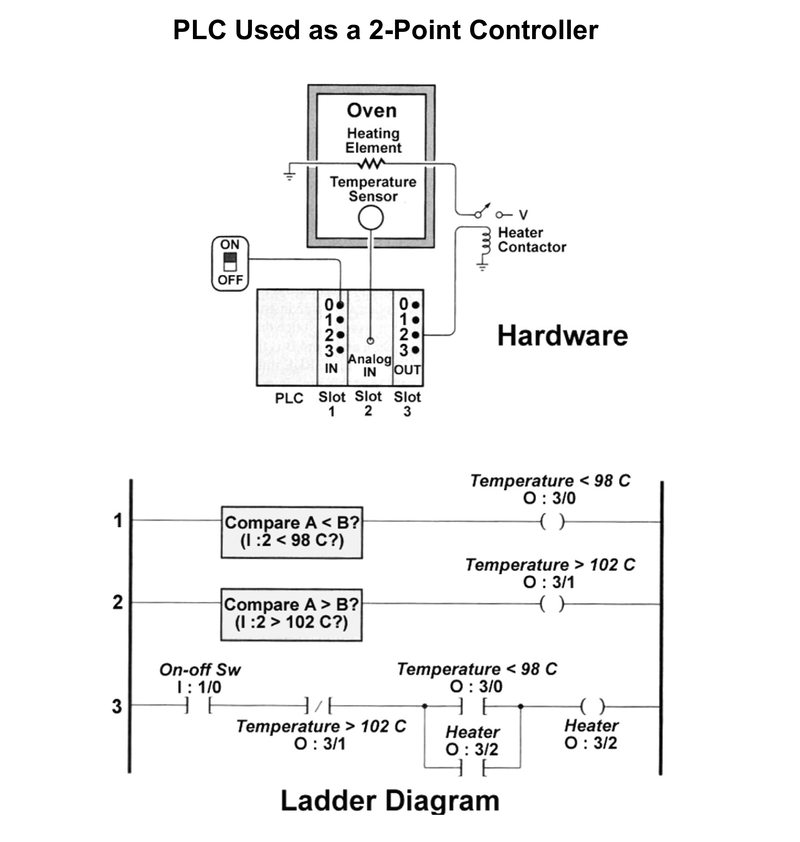 PLC Used as a 2-Point Controller
Oven
Heating
Element
Temperature
Sensor
V
Heater
Contactor
ON
OFF
0
1
2
3
IN
Analog
IN
0
1
2
3
OUT
PLC
Slot
1
Slot
2
Slot
3
Hardware
Temperature < 98 C
O : 3/0
1
Compare A < B?
(I :2 < 98 C?)
( )
Temperature > 102 C
O : 3/1
2
Compare A > B?
(I :2 > 102 C?)
( )
On-off Sw
I : 1/0
Temperature < 98 C
O : 3/0
3
Temperature > 102 C
O : 3/1
Heater
O : 3/2
( )
Heater
O : 3/2
Ladder Diagram